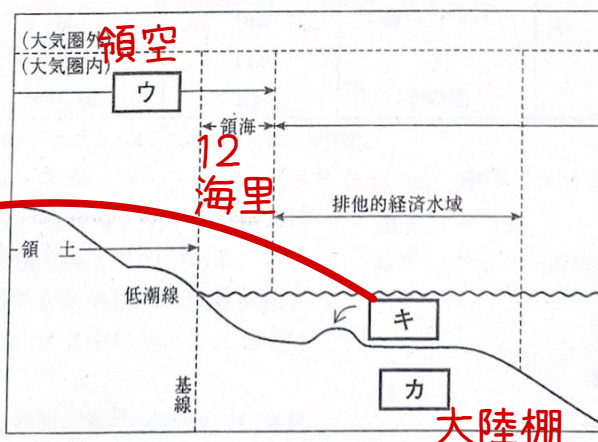 (大気圏外)
領空
(大気圏内)
ウ
領海
12
海里
排他的経済水域
領土
低潮線
キ
カ
基線
大陸棚